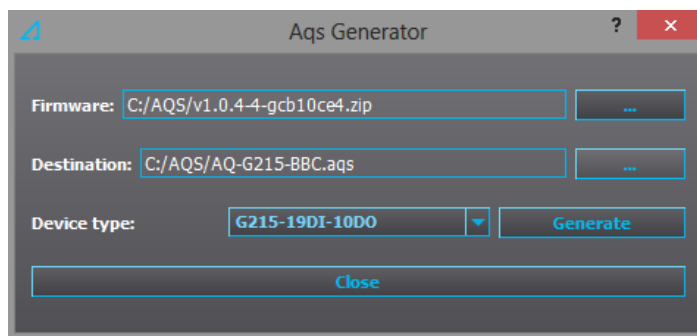 Aqs Generator ?
Firmware: C:/AQS/v1.0.4-4-gcb10ce4.zip ...
Destination: C:/AQS/AQ-G215-BBC.aqs ...
Device type: G215-19DI-10DO Generate
Close